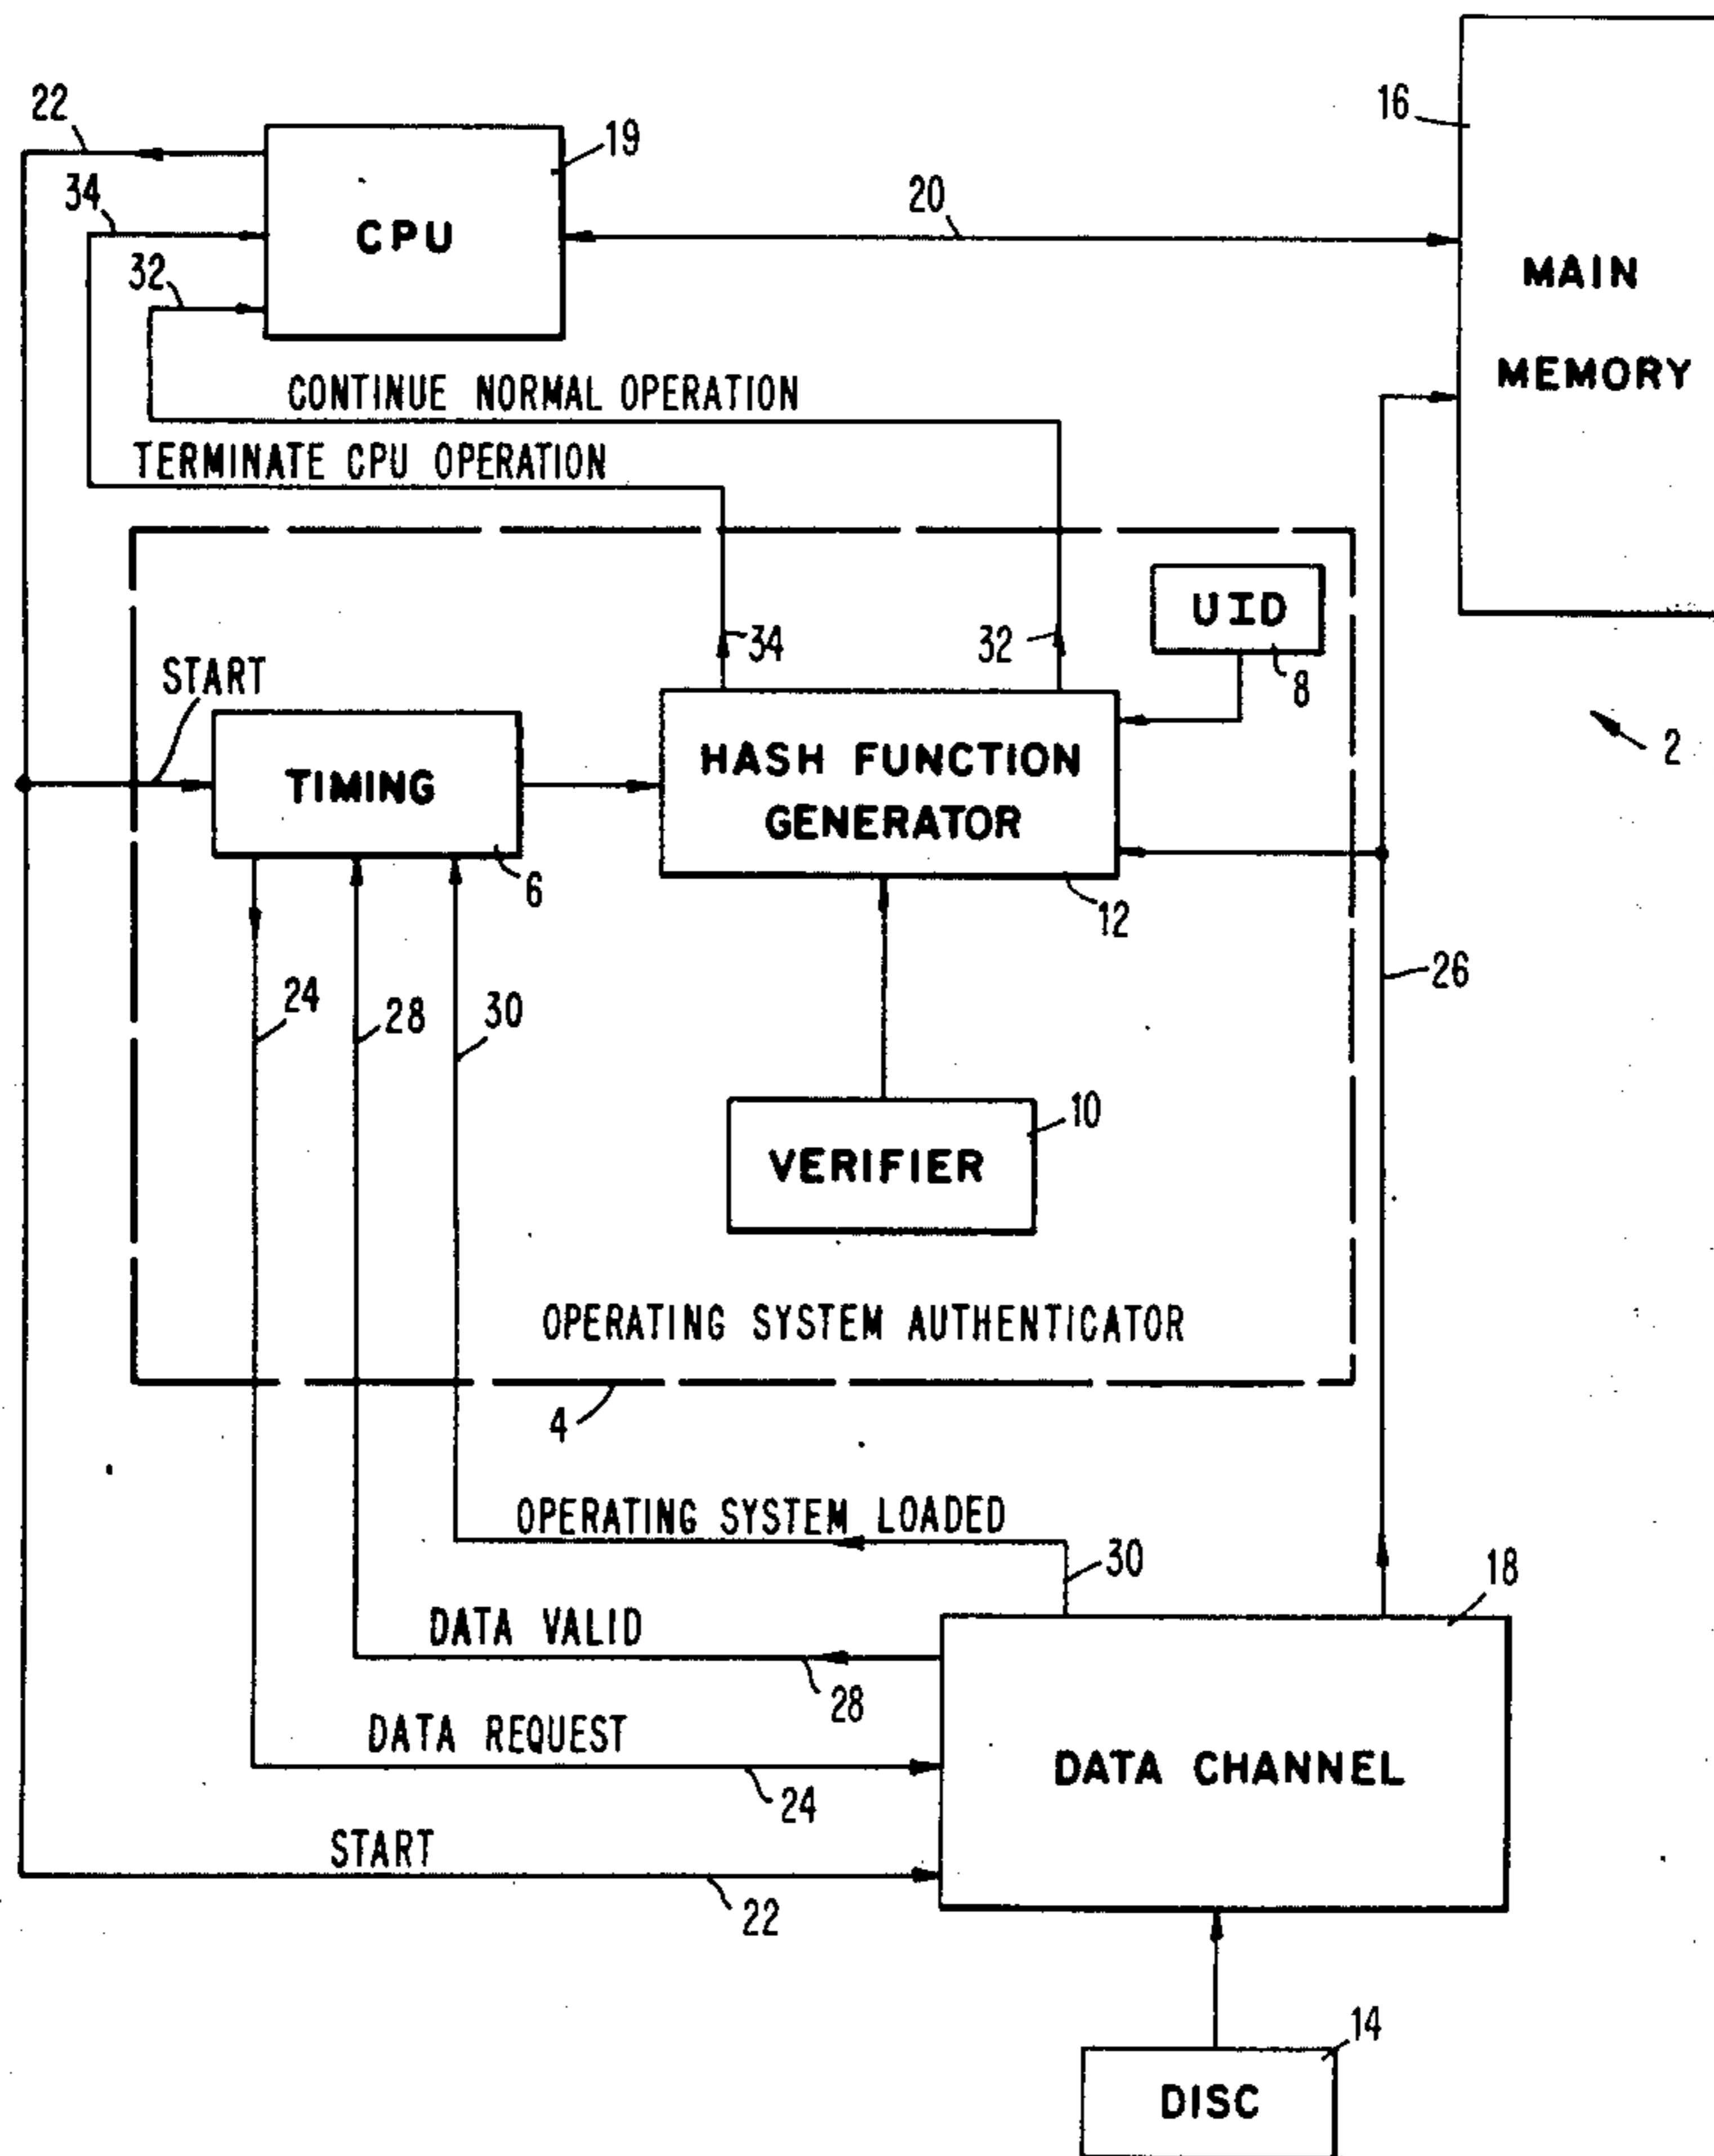 22
19
16
34
CPU
20
32
MAIN
MEMORY
CONTINUE NORMAL OPERATION
TERMINATE CPU OPERATION
UID
34
32
8
START
2
TIMING
HASH FUNCTION
GENERATOR
6
12
24
28
30
26
10
VERIFIER
OPERATING SYSTEM AUTHENTICATOR
4
OPERATING SYSTEM LOADED
30
18
DATA VALID
28
DATA REQUEST
DATA CHANNEL
24
START
22
14
DISC